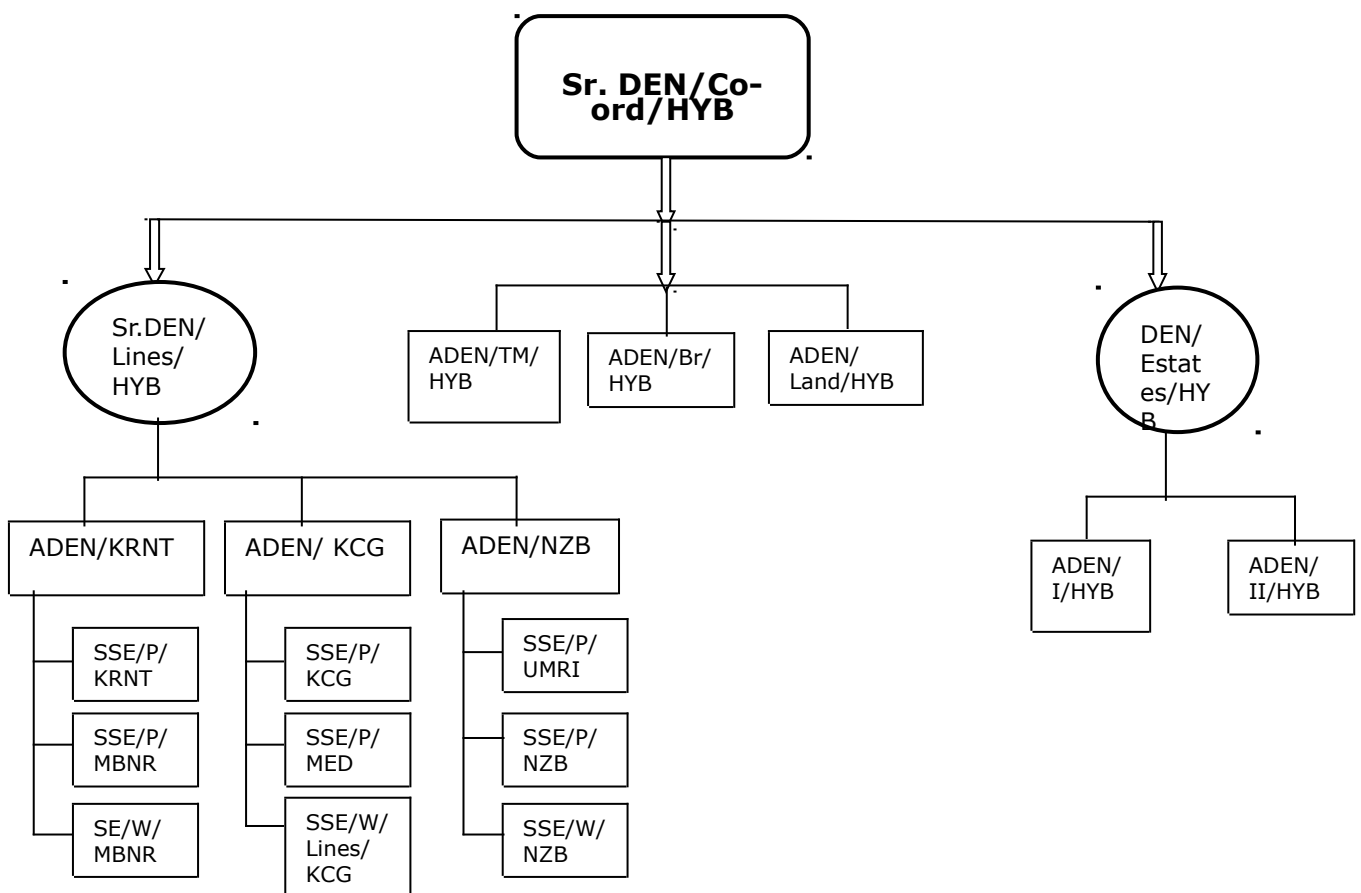 Sr. DEN/Co-
ord/HYB
Sr.DEN/
Lines/
HYB
ADEN/TM/
HYB
ADEN/Br/
HYB
ADEN/
Land/HYB
DEN/
Estat
es/HY
B
ADEN/KRNT
ADEN/ KCG
ADEN/NZB
ADEN/
I/HYB
ADEN/
II/HYB
SSE/P/
KRNT
SSE/P/
MBNR
SE/W/
MBNR
SSE/P/
KCG
SSE/P/
MED
SSE/W/
Lines/
KCG
SSE/P/
UMRI
SSE/P/
NZB
SSE/W/
NZB